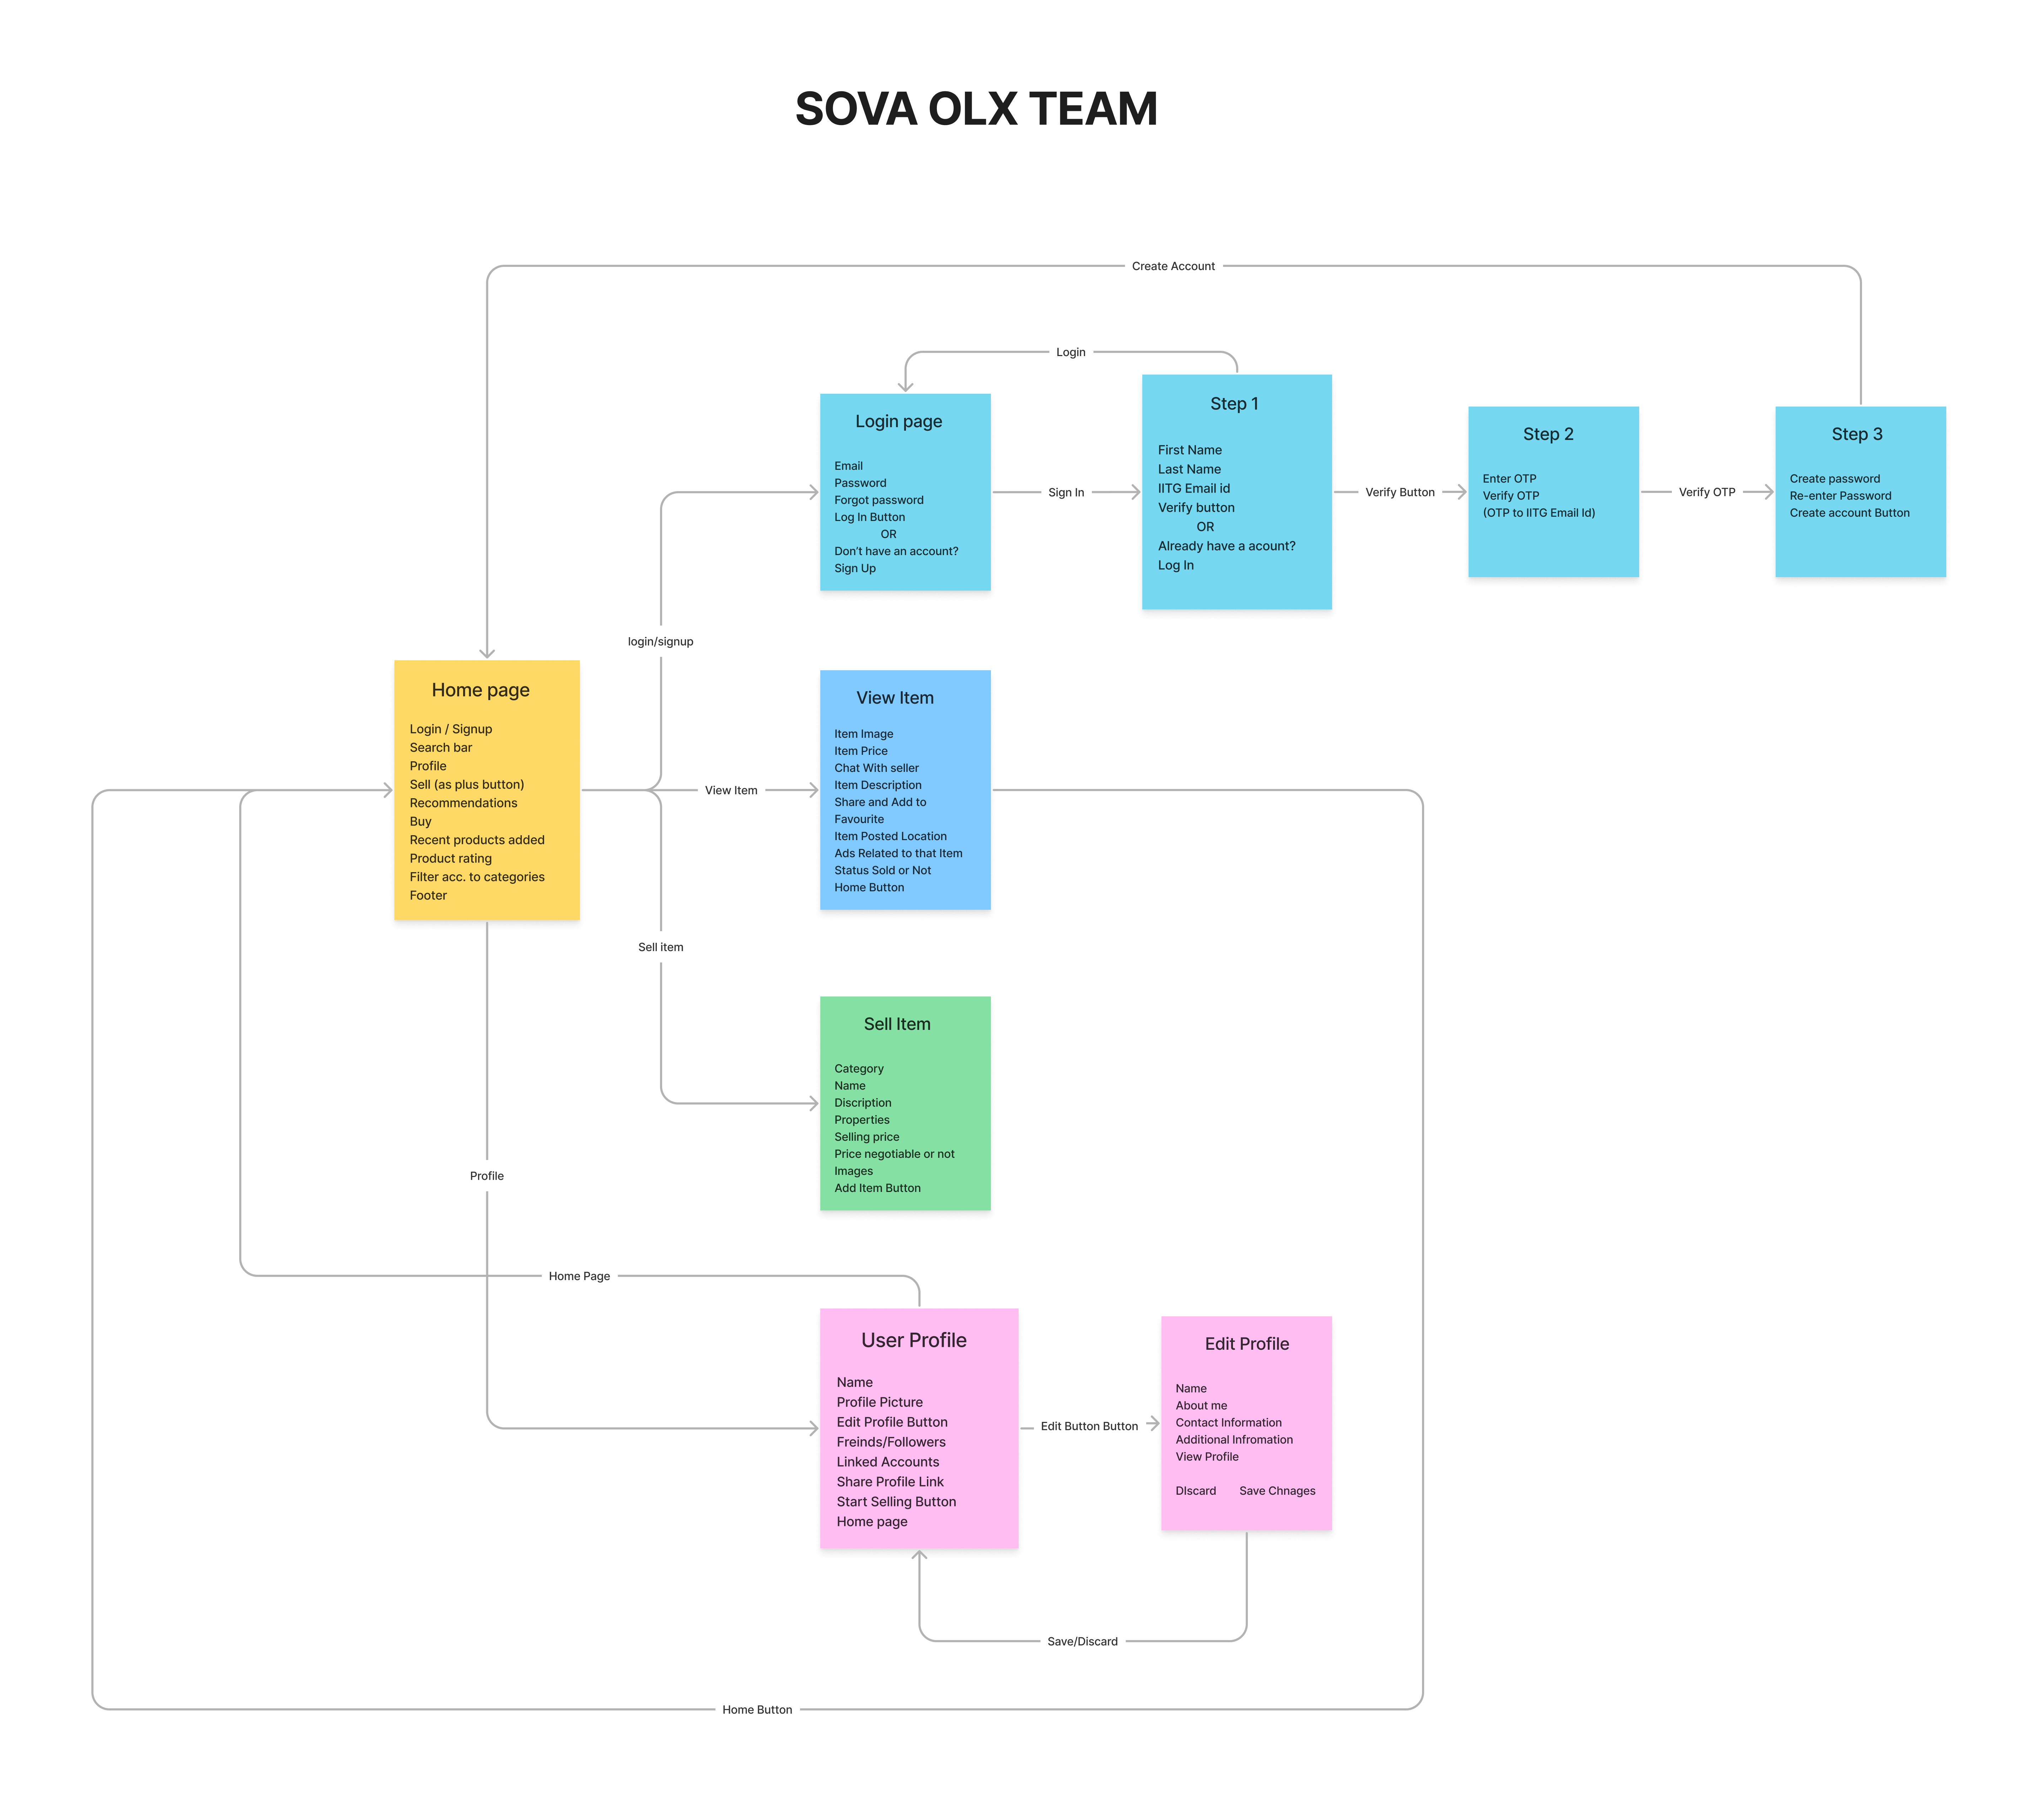 SOVA OLX TEAM
Create Account
Login
Login page
Email
Password
Forgot password
Log In Button
OR
Don't have an account?
Sign Up
Sign In
Step 1
First Name
Last Name
IITG Email id
Verify button
OR
Already have a acount?
Log In
Verify Button
Step 2
Enter OTP
Verify OTP
(OTP to IITG Email Id)
Verify OTP
Step 3
Create password
Re-enter Password
Create account Button
login/signup
Home page
Login / Signup
Search bar
Profile
Sell (as plus button)
Recommendations
Buy
Recent products added
Product rating
Filter acc. to categories
Footer
View Item
View Item
Item Image
Item Price
Chat With seller
Item Description
Share and Add to
Favourite
Item Posted Location
Ads Related to that Item
Status Sold or Not
Home Button
Sell item
Sell Item
Category
Name
Discription
Properties
Selling price
Price negotiable or not
Images
Add Item Button
Profile
Home Page
User Profile
Name
Profile Picture
Edit Profile Button
Freinds/Followers
Linked Accounts
Share Profile Link
Start Selling Button
Home page
Edit Button Button
Edit Profile
Name
About me
Contact Information
Additional Infromation
View Profile
DIscard Save Chnages
Save/Discard
Home Button